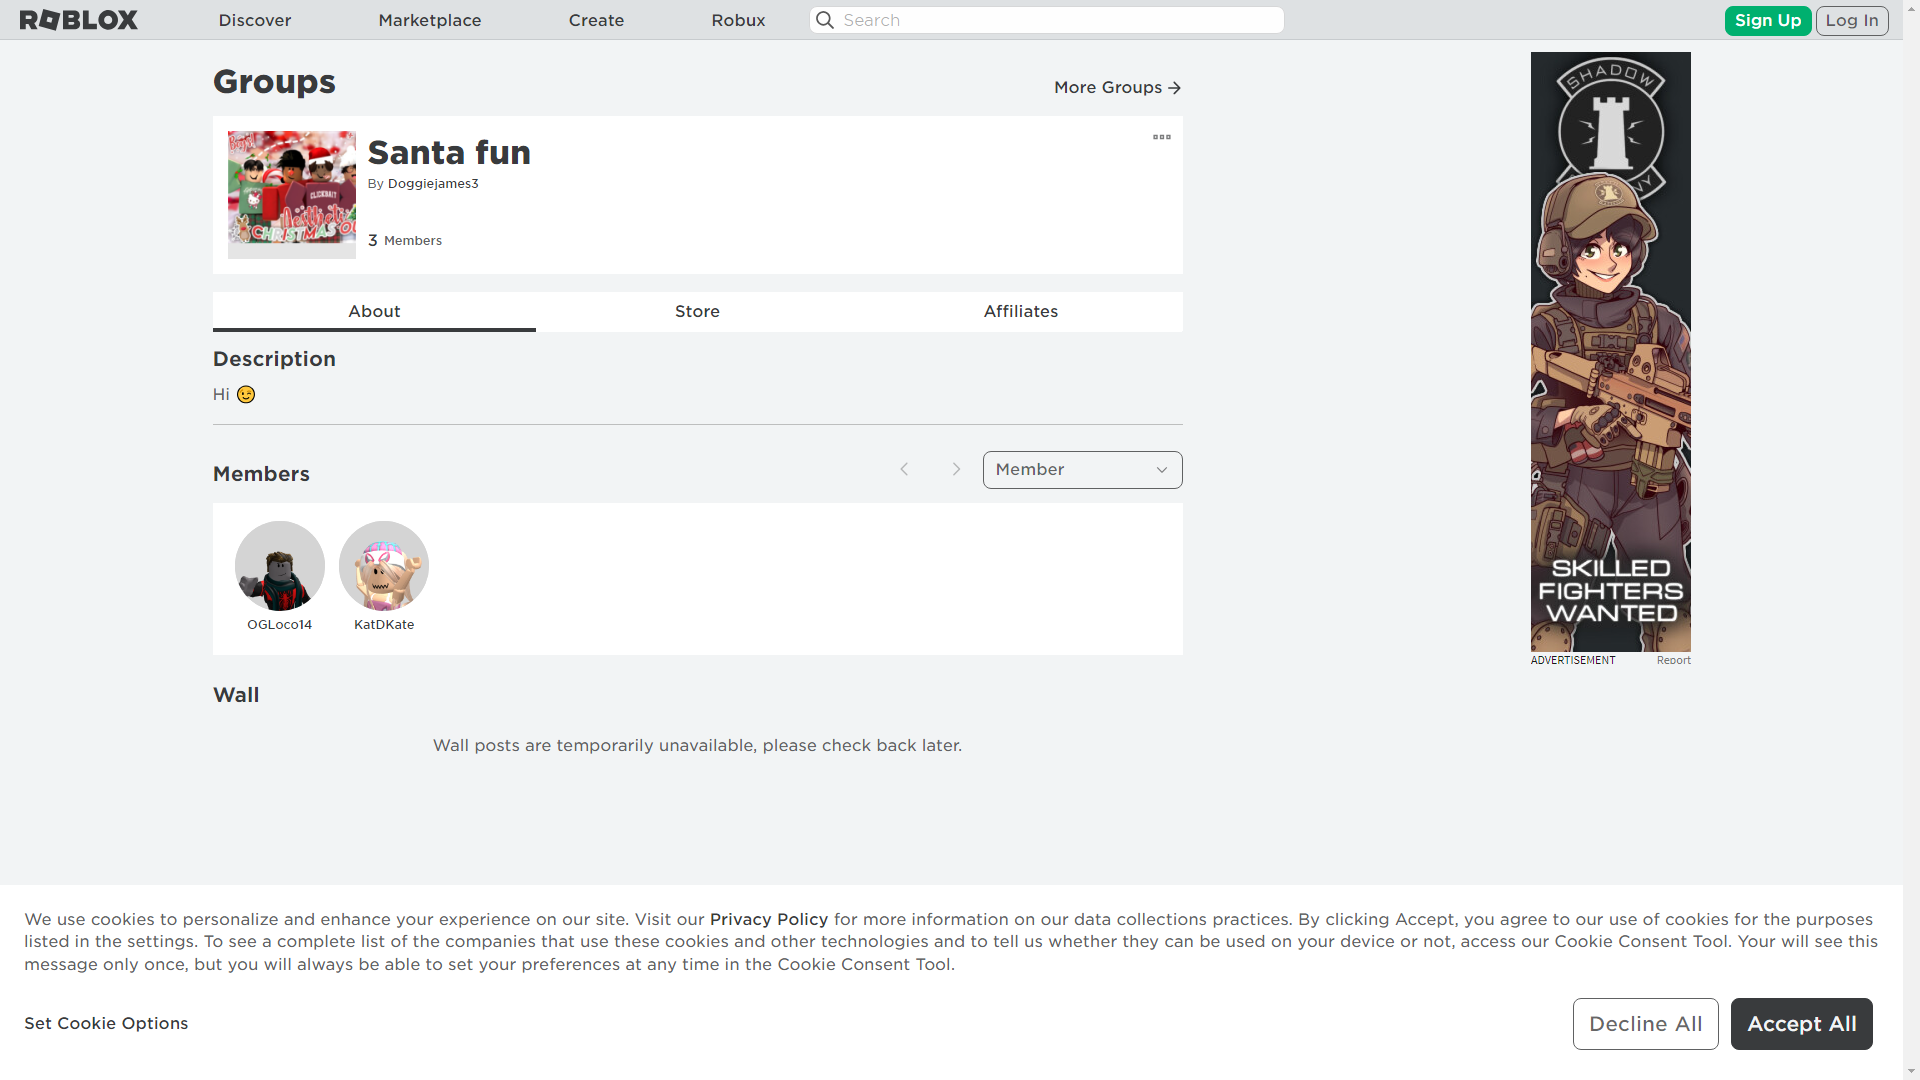 ROBLOX
Discover
Marketplace
Create
Robux
Search
Sign Up
Log In
Groups
More Groups
Boys!
CLICKBAIT
Aesthetic
CHRISTMAS OU
Santa fun
By Doggiejames3
3 Members
About
Store
Affiliates
Description
Hi 😉
Members
Member
OGLoco14
KatDKate
Wall
Wall posts are temporarily unavailable, please check back later.
SHADOW
NY
SKILLED
FIGHTERS
WANTED
ADVERTISEMENT
Report
We use cookies to personalize and enhance your experience on our site. Visit our Privacy Policy for more information on our data collections practices. By clicking Accept, you agree to our use of cookies for the purposes
listed in the settings. To see a complete list of the companies that use these cookies and other technologies and to tell us whether they can be used on your device or not, access our Cookie Consent Tool. Your will see this
message only once, but you will always be able to set your preferences at any time in the Cookie Consent Tool.
Set Cookie Options
Decline All
Accept All